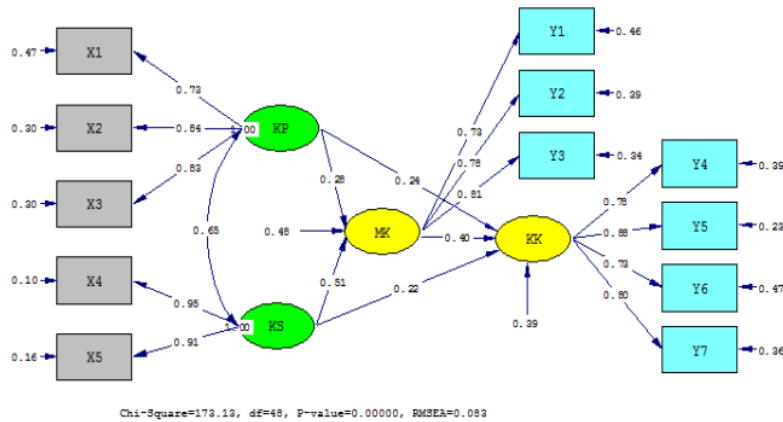 0.47 X1
0.73
0.30 X2
0.84
1.00 KP
0.83
0.30 X3
0.65
0.10 X4
0.95
0.16 X5
0.91
1.00 KS
0.28
0.24
0.48 MK
0.51
0.22
0.40 KK
0.39
0.73
Y1 0.46
0.78
Y2 0.39
0.81
Y3 0.34
0.78
Y4 0.39
0.88
Y5 0.23
0.73
Y6 0.47
0.80
Y7 0.36
Chi-Square=173.13, df=48, P-value=0.00000, RMSEA=0.083